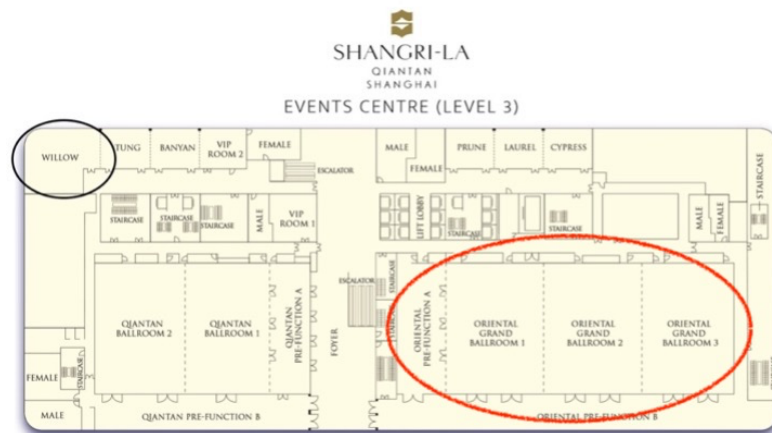 SHANGRI-LA
QIANTAN
SHANGHAI
EVENTS CENTRE (LEVEL 3)
WILLOW
TUNG
BANYAN
VIP
ROOM 2
FEMALE
ESCALATOR
MALE
FEMALE
PRUNE
LAUREL
CYPRESS
STAIRCASE
STAIRCASE
STAIRCASE
STAIRCASE
MALE
VIP
ROOM 1
LIFT LOBBY
STAIRCASE
STAIRCASE
MALE
FEMALE
QIANTAN
BALLROOM 2
QIANTAN
BALLROOM 1
QIANTAN
PRE-FUNCTION A
FOYER
ESCALATOR
STAIRCASE
STAIRCASE
ORIENTAL
PRE-FUNCTION A
ORIENTAL
GRAND
BALLROOM 1
ORIENTAL
GRAND
BALLROOM 2
ORIENTAL
GRAND
BALLROOM 3
STAIRCASE
FEMALE
MALE
QIANTAN PRE-FUNCTION B
ORIENTAL PRE-FUNCTION B